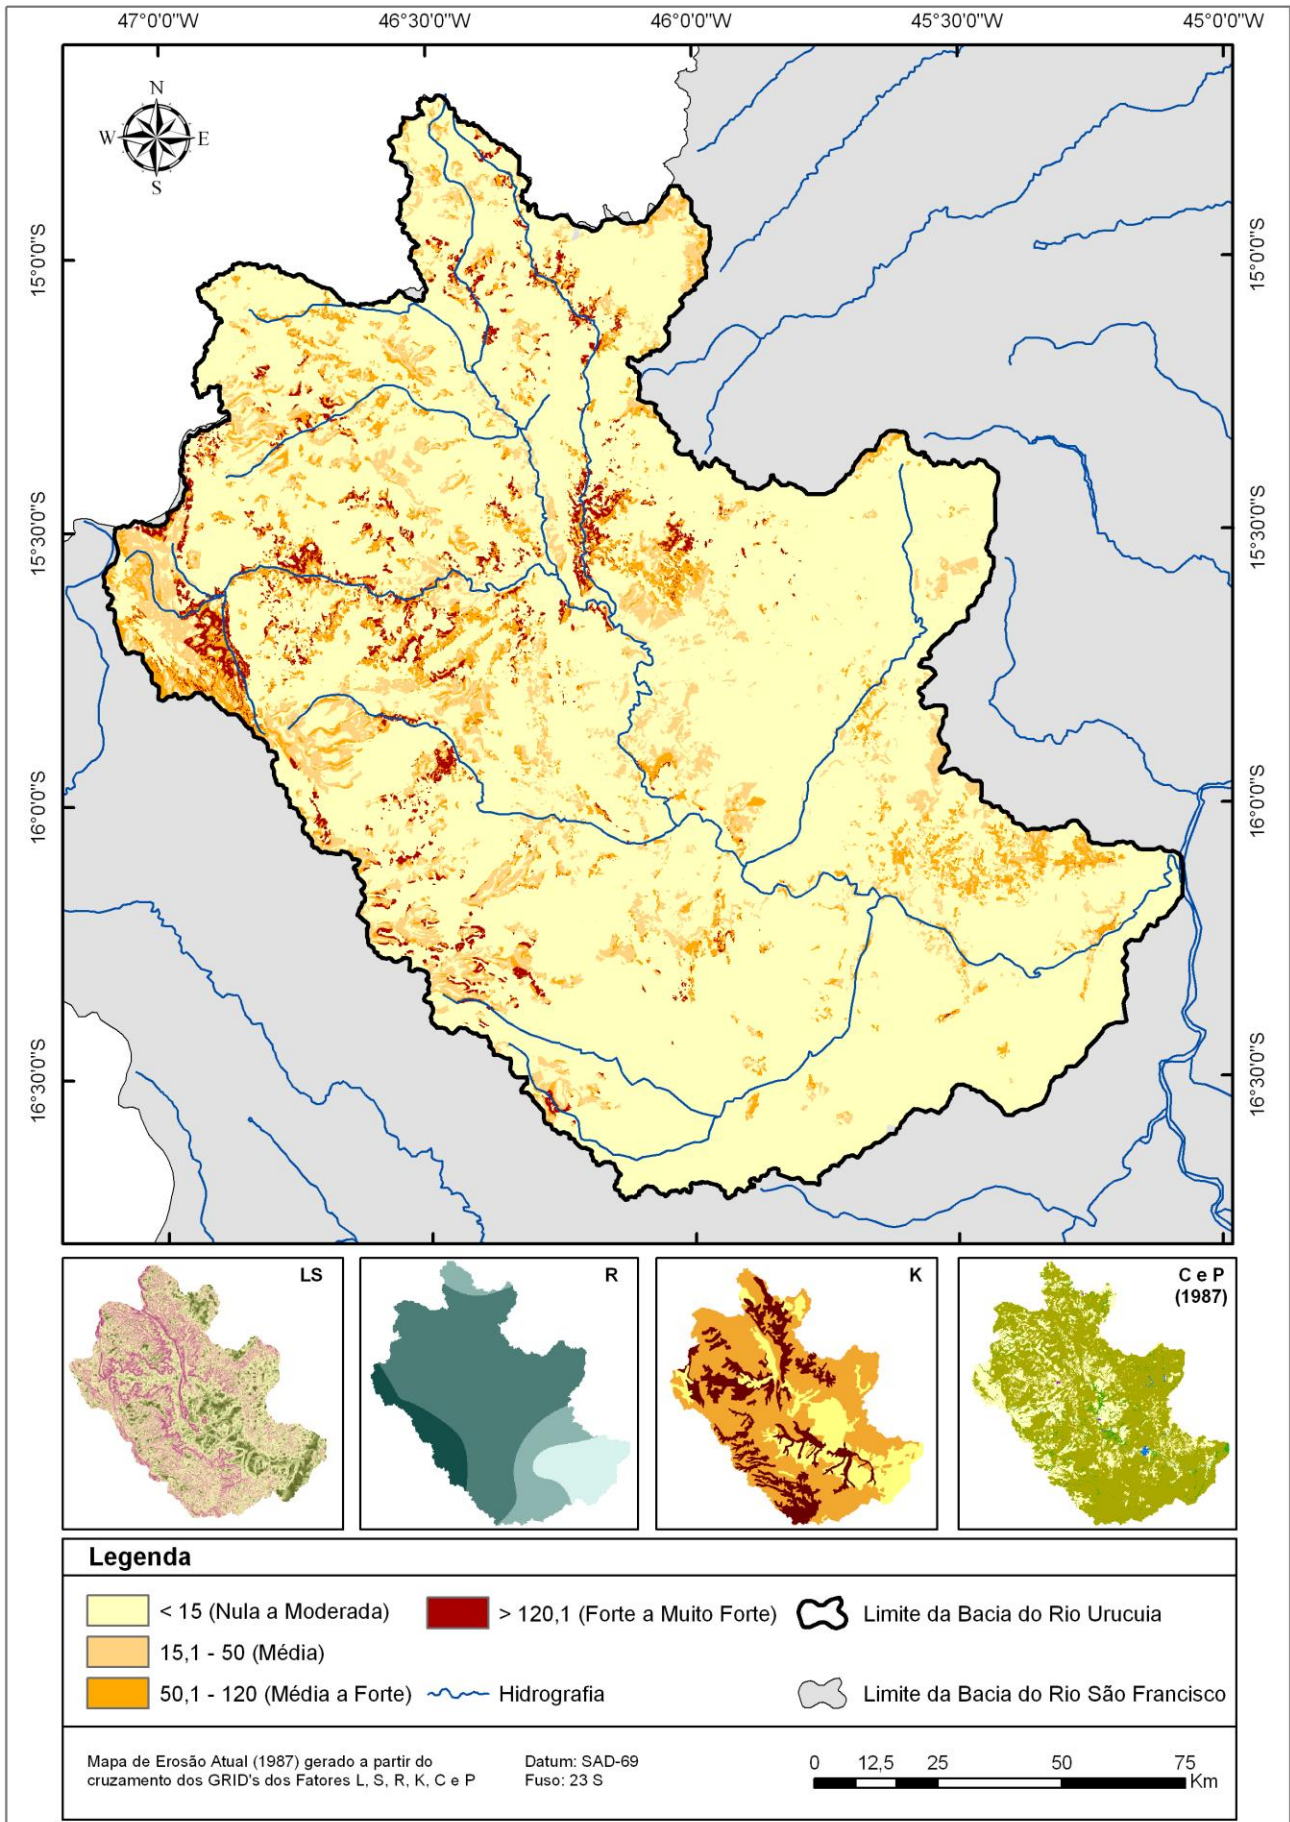 47°0'0"W
46°30'0"W
46°0'0"W
45°30'0"W
45°0'0"W
N
W
E
S
15°0'0"S
15°0'0"S
15°30'0"S
15°30'0"S
16°0'0"S
16°0'0"S
16°30'0"S
16°30'0"S
LS
R
K
C e P
(1987)
Legenda
< 15 (Nula a Moderada)
15,1 - 50 (Média)
50,1 - 120 (Média a Forte)
> 120,1 (Forte a Muito Forte)
Hidrografia
Limite da Bacia do Rio Urucuia
Limite da Bacia do Rio São Francisco
Mapa de Erosão Atual (1987) gerado a partir do
cruzamento dos GRID's dos Fatores L, S, R, K, C e P
Datum: SAD-69
Fuso: 23 S
0 12,5 25 50 75
Km